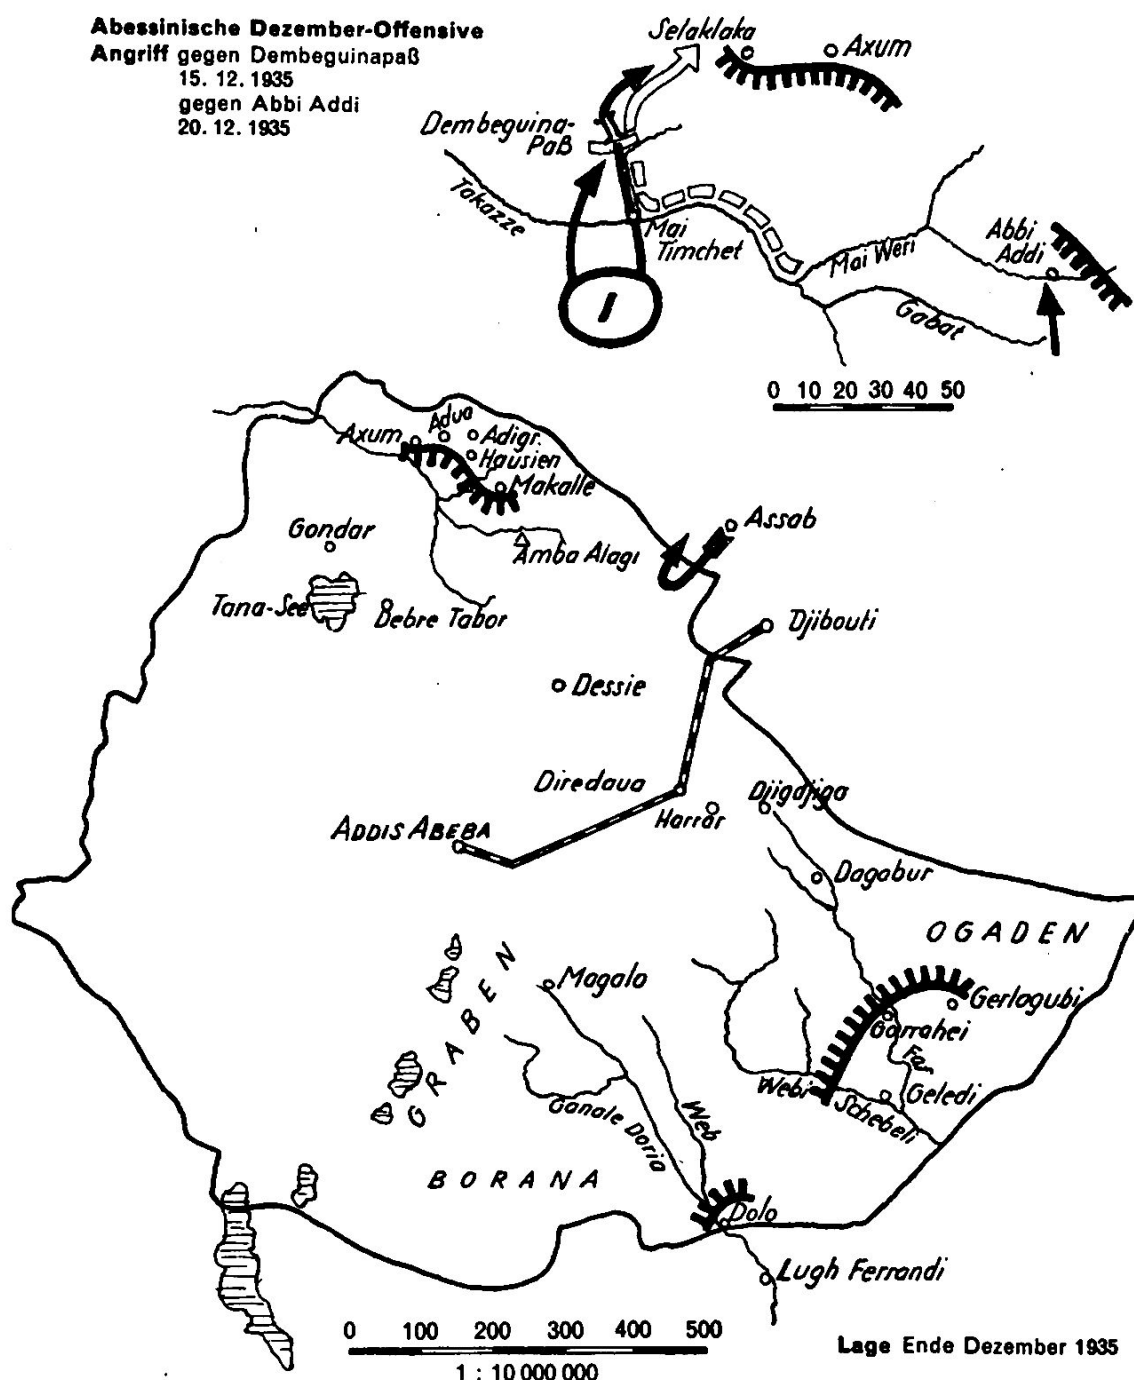 Abessinische Dezember-Offensive
Angriff gegen Dembeguinapaß
15. 12. 1935
gegen Abbi Addi
20. 12. 1935
Selaklaka
Axum
Dembeguina-
Paß
Takazze
Mai
Timchet
Mai Weri
Abbi
Addi
Gabat
I
0 10 20 30 40 50
Adua
Axum
Adigr.
Hausien
Makalle
Assab
Gondar
Amba Alagi
Tana-See
Debre Tabor
Djibouti
Dessie
Diredaua
Djigdjiga
Harrar
ADDIS ABEBA
Dagabur
OGADEN
Magalo
GRABEN
Gerlogubi
Gorrahei
Faf
Webi
Schebeli
Geledi
Ganale Doria
Web
BORANA
Dolo
Lugh Ferrandi
0 100 200 300 400 500
1 : 10 000 000
Lage Ende Dezember 1935